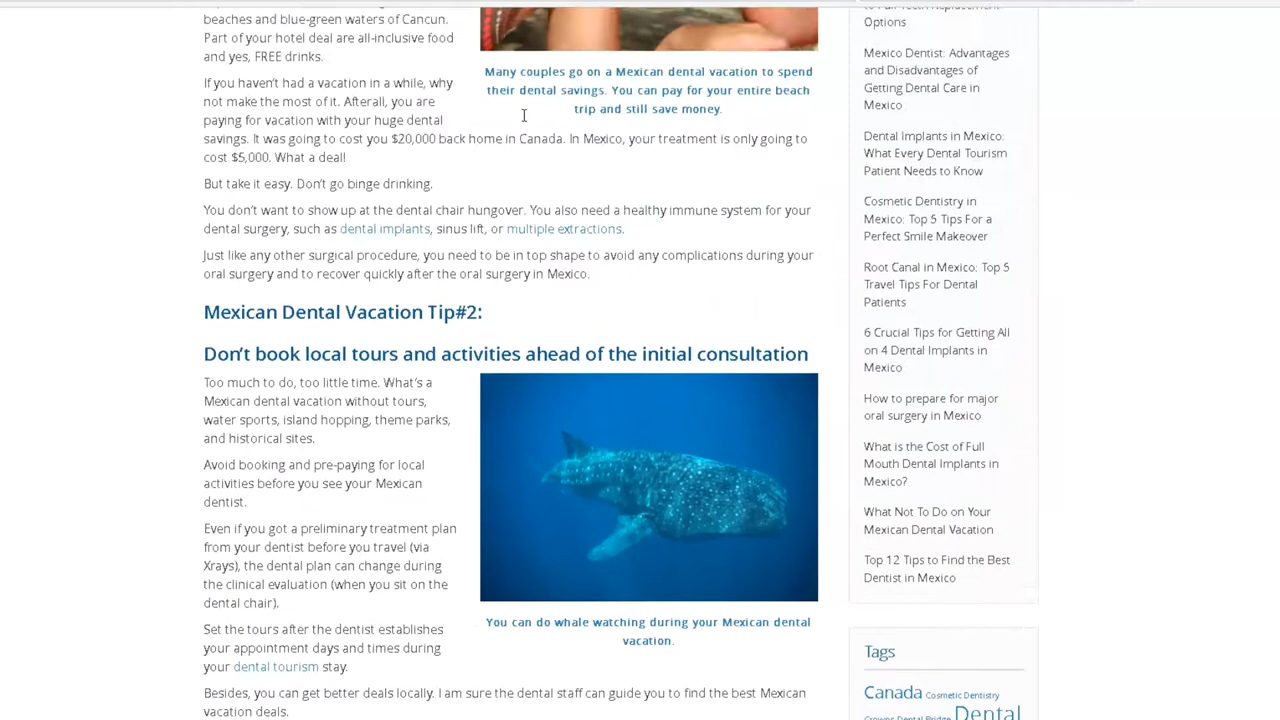 beaches and blue-green waters of Cancun.
Part of your hotel deal are all-inclusive food
and yes, FREE drinks.
If you haven't had a vacation in a while, why
not make the most of it. Afterall, you are
paying for vacation with your huge dental
savings. It was going to cost you $20,000 back home in Canada. In Mexico, your treatment is only going to
cost $5,000. What a deal!
But take it easy. Don't go binge drinking.
You don't want to show up at the dental chair hungover. You also need a healthy immune system for your
dental surgery, such as dental implants, sinus lift, or multiple extractions.
Just like any other surgical procedure, you need to be in top shape to avoid any complications during your
oral surgery and to recover quickly after the oral surgery in Mexico.
Many couples go on a Mexican dental vacation to spend
their dental savings. You can pay for your entire beach
trip and still save money.
Mexican Dental Vacation Tip#2:
Don't book local tours and activities ahead of the initial consultation
Too much to do, too little time. What's a
Mexican dental vacation without tours,
water sports, island hopping, theme parks,
and historical sites.
Avoid booking and pre-paying for local
activities before you see your Mexican
dentist.
Even if you got a preliminary treatment plan
from your dentist before you travel (via
Xrays), the dental plan can change during
the clinical evaluation (when you sit on the
dental chair).
Set the tours after the dentist establishes
your appointment days and times during
your dental tourism stay.
Besides, you can get better deals locally. I am sure the dental staff can guide you to find the best Mexican
vacation deals.
You can do whale watching during your Mexican dental
vacation.
Options
Mexico Dentist: Advantages
and Disadvantages of
Getting Dental Care in
Mexico
Dental Implants in Mexico:
What Every Dental Tourism
Patient Needs to Know
Cosmetic Dentistry in
Mexico: Top 5 Tips For a
Perfect Smile Makeover
Root Canal in Mexico: Top 5
Travel Tips For Dental
Patients
6 Crucial Tips for Getting All
on 4 Dental Implants in
Mexico
How to prepare for major
oral surgery in Mexico
What is the Cost of Full
Mouth Dental Implants in
Mexico?
What Not To Do on Your
Mexican Dental Vacation
Top 12 Tips to Find the Best
Dentist in Mexico
Tags
Canada Cosmetic Dentistry
Crowns Dental Bridge Dental